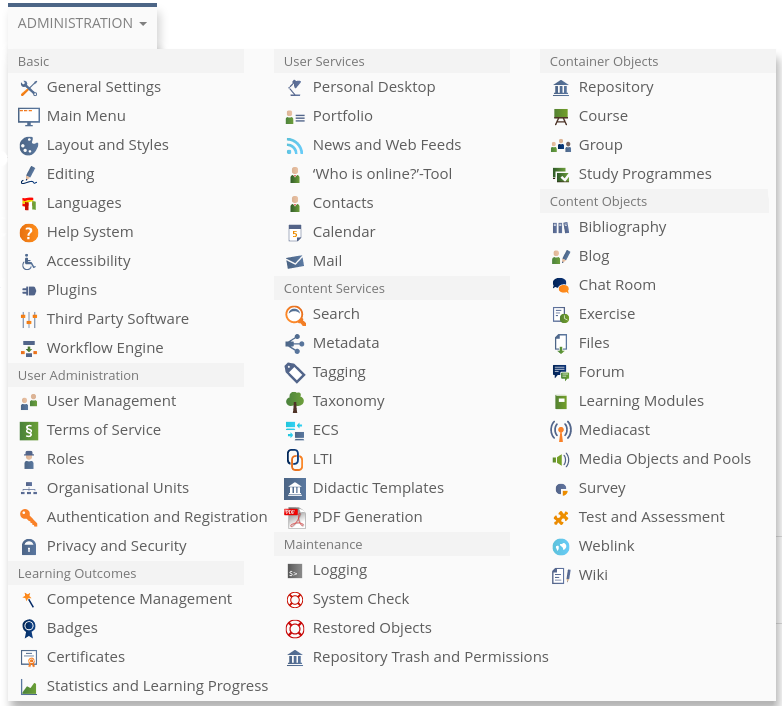 ADMINISTRATION
Basic
General Settings
Main Menu
Layout and Styles
Editing
Languages
Help System
Accessibility
Plugins
Third Party Software
Workflow Engine
User Administration
User Management
Terms of Service
Roles
Organisational Units
Authentication and Registration
Privacy and Security
Learning Outcomes
Competence Management
Badges
Certificates
Statistics and Learning Progress
User Services
Personal Desktop
Portfolio
News and Web Feeds
‘Who is online?’-Tool
Contacts
Calendar
Mail
Content Services
Search
Metadata
Tagging
Taxonomy
ECS
LTI
Didactic Templates
PDF Generation
Maintenance
Logging
System Check
Restored Objects
Repository Trash and Permissions
Container Objects
Repository
Course
Group
Study Programmes
Content Objects
Bibliography
Blog
Chat Room
Exercise
Files
Forum
Learning Modules
Mediacast
Media Objects and Pools
Survey
Test and Assessment
Weblink
Wiki